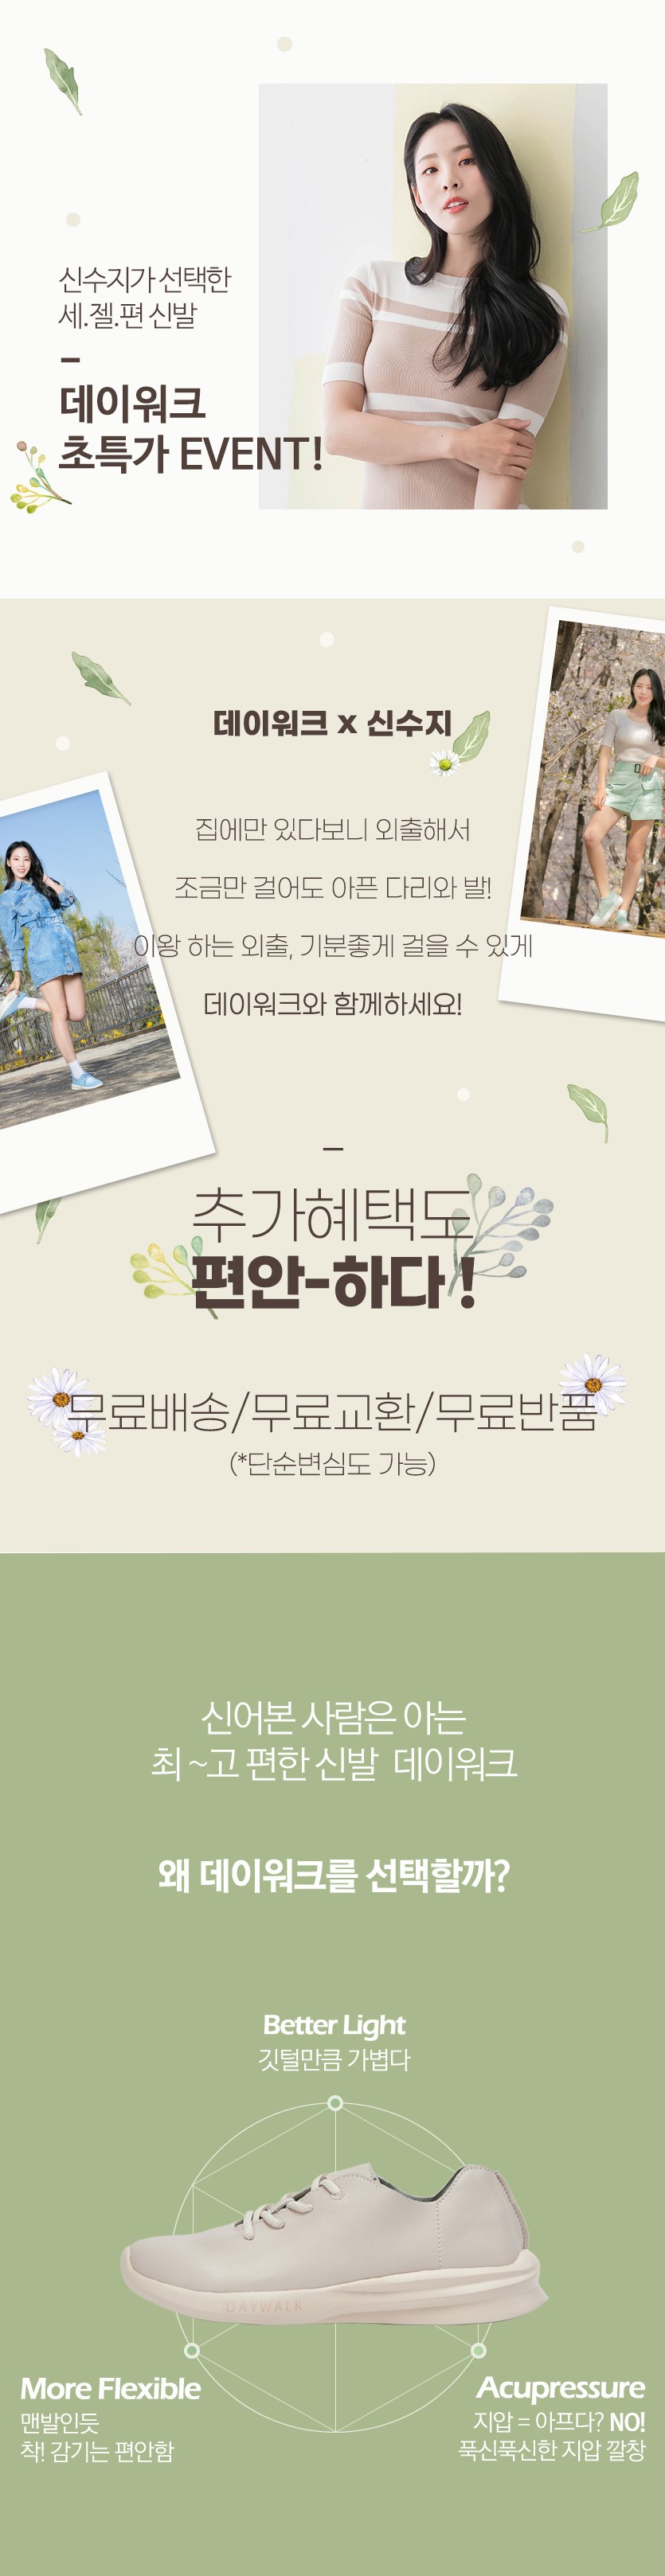 신수지가 선택한
세.젤.편 신발
데이워크
초특가 EVENT!
데이워크 x 신수지
집에만 있다보니 외출해서
조금만 걸어도 아픈 다리와 발!
이왕 하는 외출, 기분좋게 걸을 수 있게
데이워크와 함께하세요!
추가혜택도
편안-하다!
무료배송/무료교환/무료반품
(*단순변심도 가능)
신어본 사람은 아는
최 ~고 편한 신발 데이워크
왜 데이워크를 선택할까?
Better Light
깃털만큼 가볍다
:DAYWALK
More Flexible
맨발인듯
착! 감기는 편안함
Acupressure
지압 = 아프다? NO!
푹신푹신한 지압 깔창